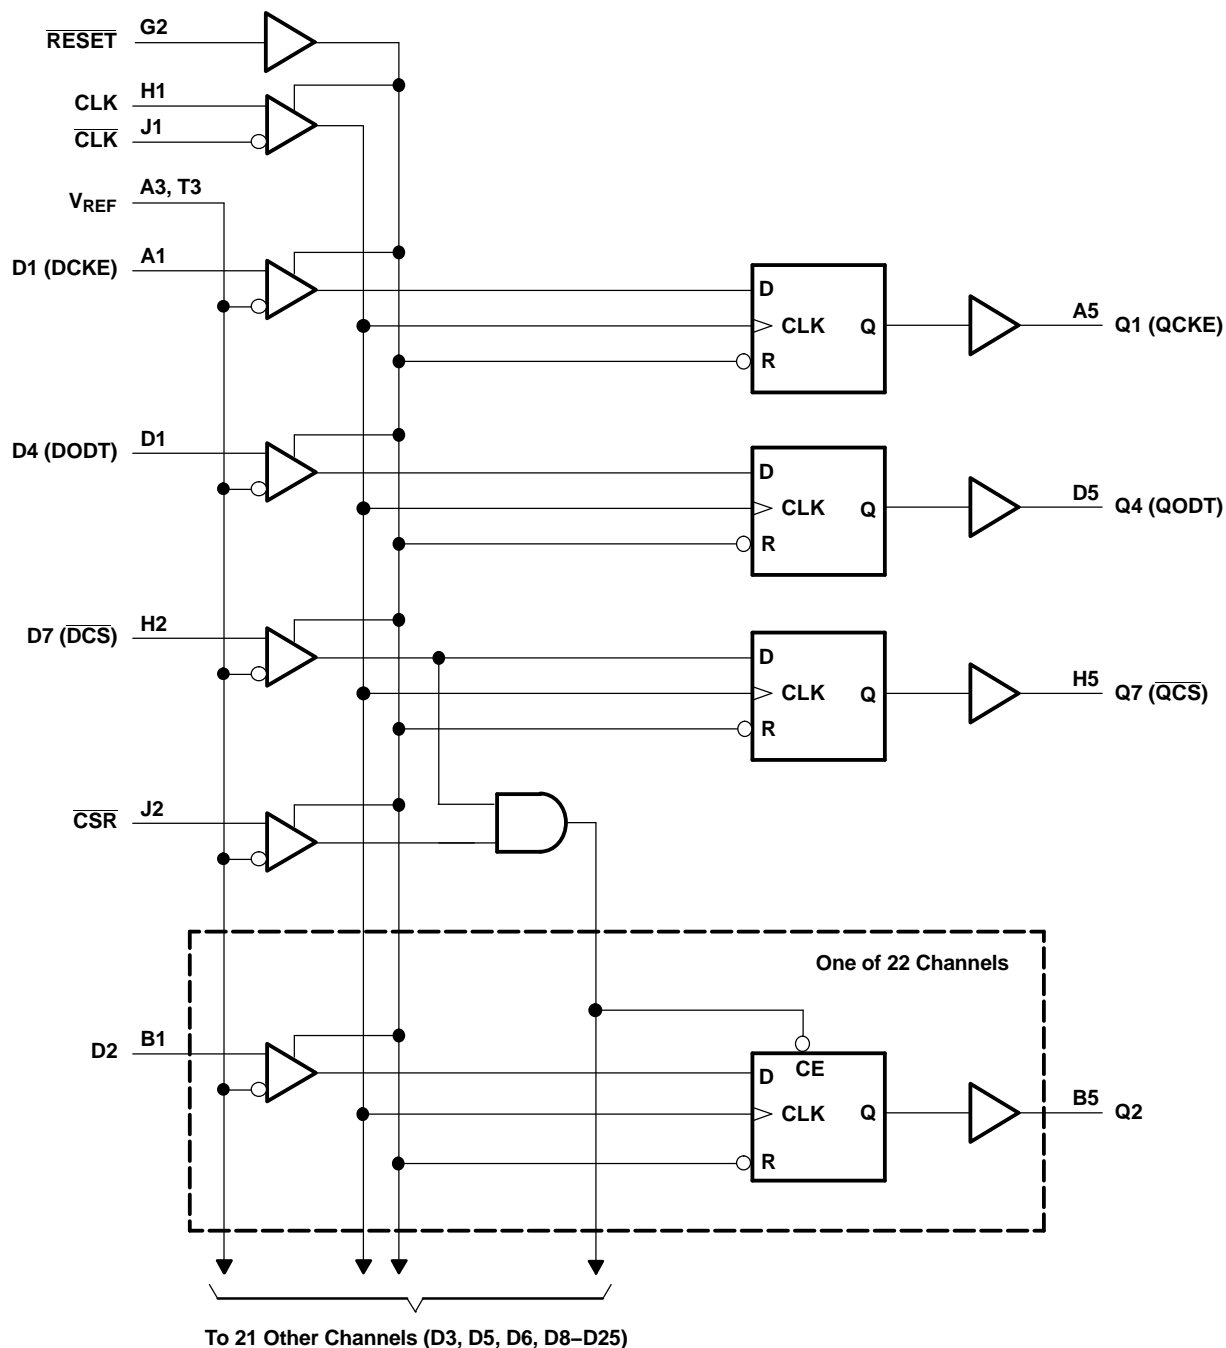 RESET G2
CLK H1
CLK J1
VREF A3, T3
D1 (DCKE) A1
D
CLK Q
R
A5 Q1 (QCKE)
D4 (DODT) D1
D
CLK Q
R
D5 Q4 (QODT)
D7 (DCS) H2
D
CLK Q
R
H5 Q7 (QCS)
CSR J2
One of 22 Channels
D2 B1
CE
D
CLK Q
R
B5 Q2
To 21 Other Channels (D3, D5, D6, D8–D25)